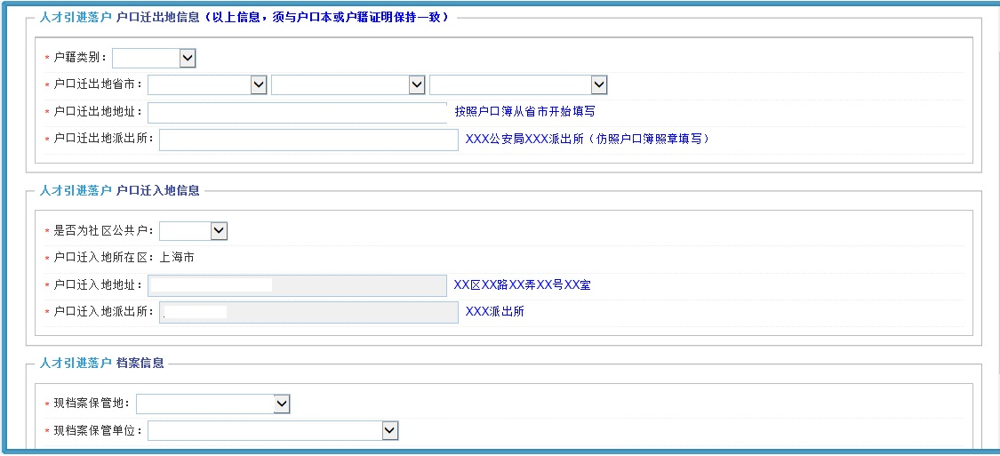 人才引进落户 户口迁出地信息（以上信息，须与户口本或户籍证明保持一致）
* 户籍类别：
* 户口迁出地省市：
* 户口迁出地地址： 按照户口簿从省市开始填写
* 户口迁出地派出所： XXX公安局XXX派出所（仿照户口簿照章填写）
人才引进落户 户口迁入地信息
* 是否为社区公共户：
* 户口迁入地所在区：上海市
* 户口迁入地地址： XX区XX路XX弄XX号XX室
* 户口迁入地派出所： XXX派出所
人才引进落户 档案信息
* 现档案保管地：
* 现档案保管单位：